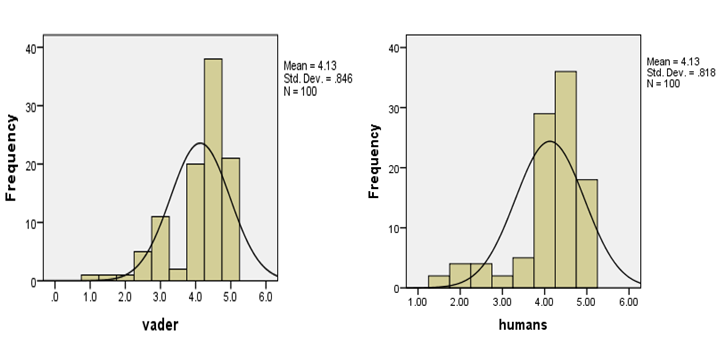 Mean = 4.13
Std. Dev. = .846
N = 100
Frequency
40
30
20
10
0
.0 1.0 2.0 3.0 4.0 5.0 6.0
vader
Mean = 4.13
Std. Dev. = .818
N = 100
Frequency
40
30
20
10
0
1.00 2.00 3.00 4.00 5.00 6.00
humans